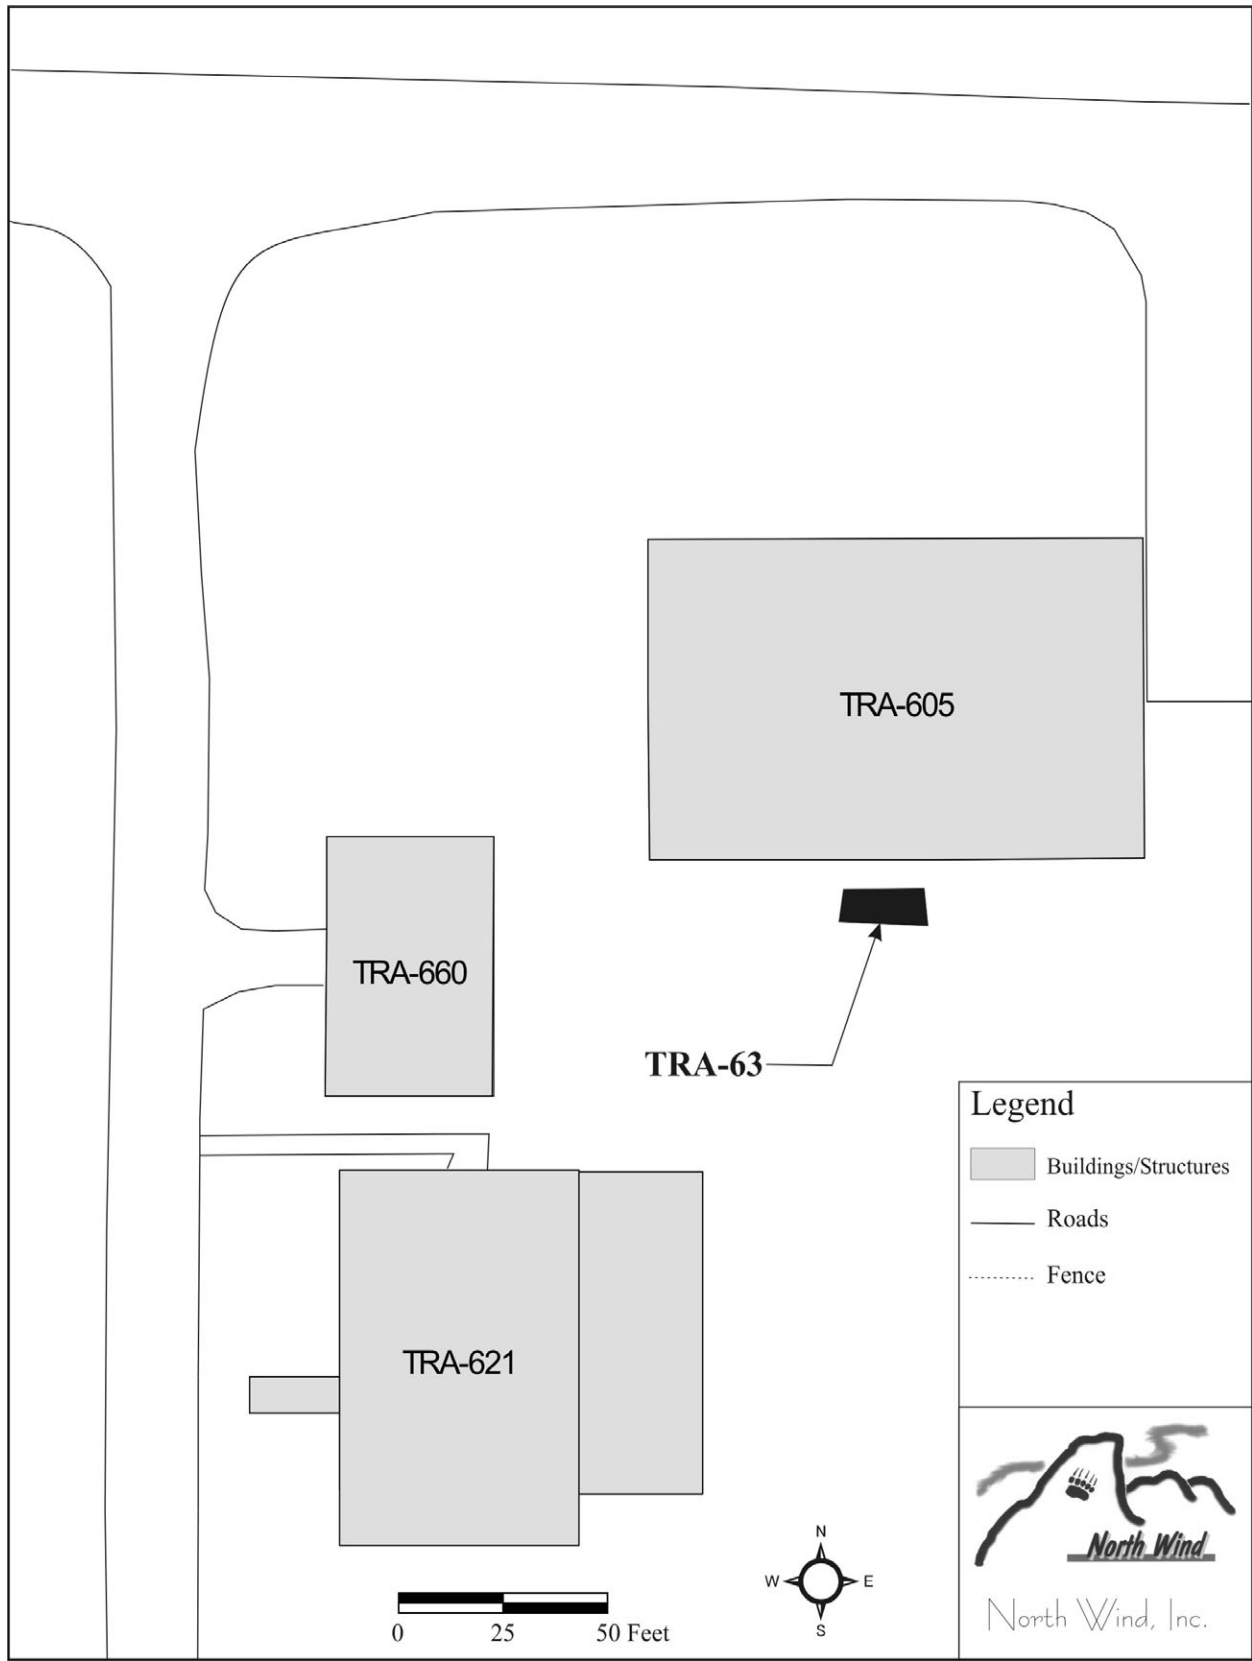 TRA-605
TRA-660
TRA-63
Legend
Buildings/Structures
Roads
Fence
TRA-621
North Wind
North Wind, Inc.
N
W E
S
0 25 50 Feet